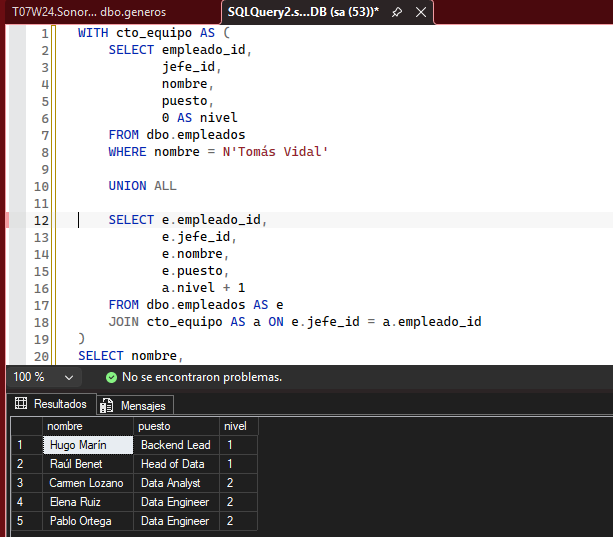 T07W24.Sonor... dbo.generos
SQLQuery2.s...DB (sa (53))*
1 WITH cto_equipo AS (
2 SELECT empleado_id,
3 jefe_id,
4 nombre,
5 puesto,
6 0 AS nivel
7 FROM dbo.empleados
8 WHERE nombre = N'Tomás Vidal'
9
10 UNION ALL
11
12 SELECT e.empleado_id,
13 e.jefe_id,
14 e.nombre,
15 e.puesto,
16 a.nivel + 1
17 FROM dbo.empleados AS e
18 JOIN cto_equipo AS a ON e.jefe_id = a.empleado_id
19 )
20 SELECT nombre,
100 % No se encontraron problemas.
Resultados Mensajes
nombre puesto nivel
1 Hugo Marín Backend Lead 1
2 Raúl Benet Head of Data 1
3 Carmen Lozano Data Analyst 2
4 Elena Ruiz Data Engineer 2
5 Pablo Ortega Data Engineer 2